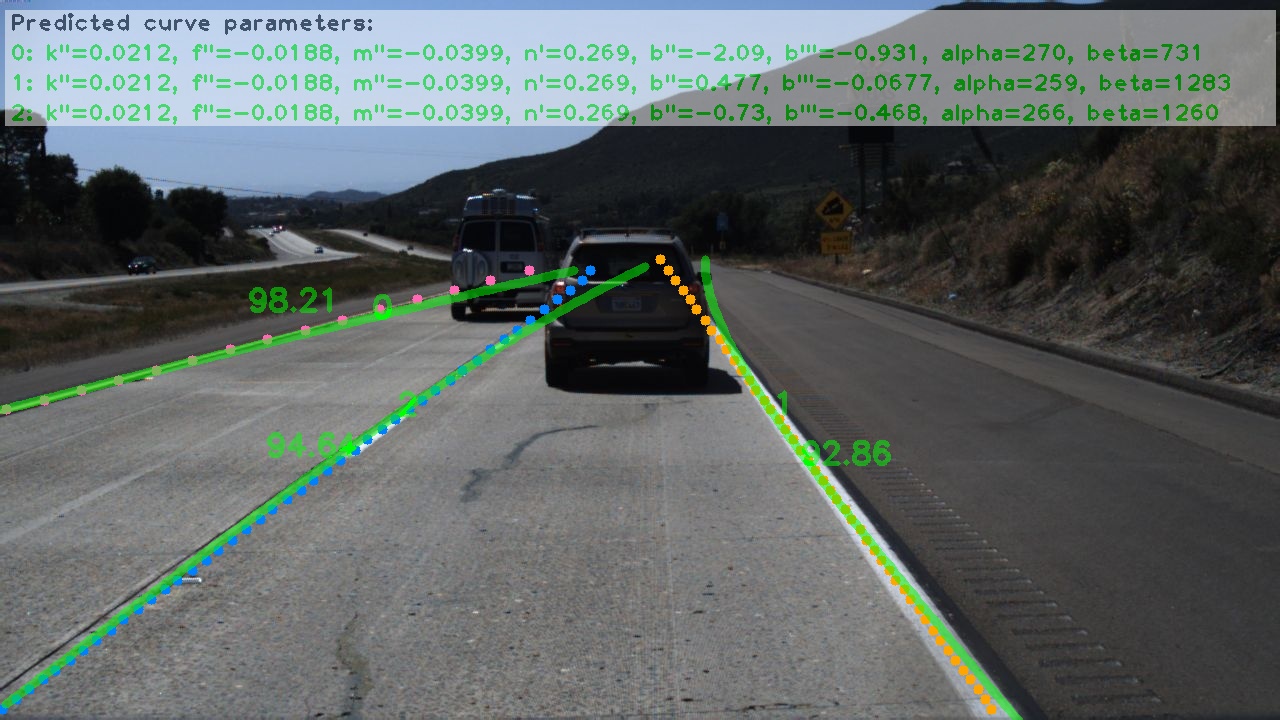 Predicted curve parameters:
0: k''=0.0212, f''=-0.0188, m''=-0.0399, n'=0.269, b''=-2.09, b'''=-0.931, alpha=270, beta=731
1: k''=0.0212, f''=-0.0188, m''=-0.0399, n'=0.269, b''=0.477, b'''=-0.0677, alpha=259, beta=1283
2: k''=0.0212, f''=-0.0188, m''=-0.0399, n'=0.269, b''=-0.73, b'''=-0.468, alpha=266, beta=1260
98.21 0
2 1
94.64 92.86